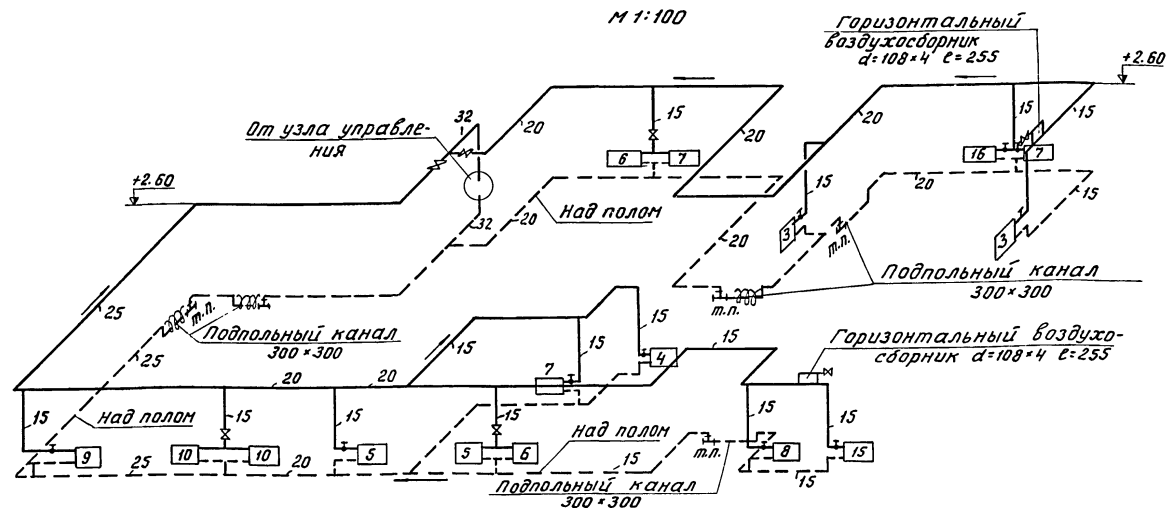 М 1:100
Горизонтальный
воздухосборник
d=108×4 ℓ=255
+2.60
32
20
15
20
20
15
15
От узла управле-
ния
6
7
16
7
+2.60
Над полом
20
32
15
20
15
3
3
20
т.п.
15
Подпольный канал
300×300
т.п.
25
т.п.
Подпольный канал
300×300
25
15
15
15
4
15
Горизонтальный воздухо-
сборник d=108×4 ℓ=255
20
20
7
15
15
15
15
15
15
Над полом
Над полом
9
10
10
5
5
6
т.п.
8
15
25
20
15
15
Подпольный канал
300×300